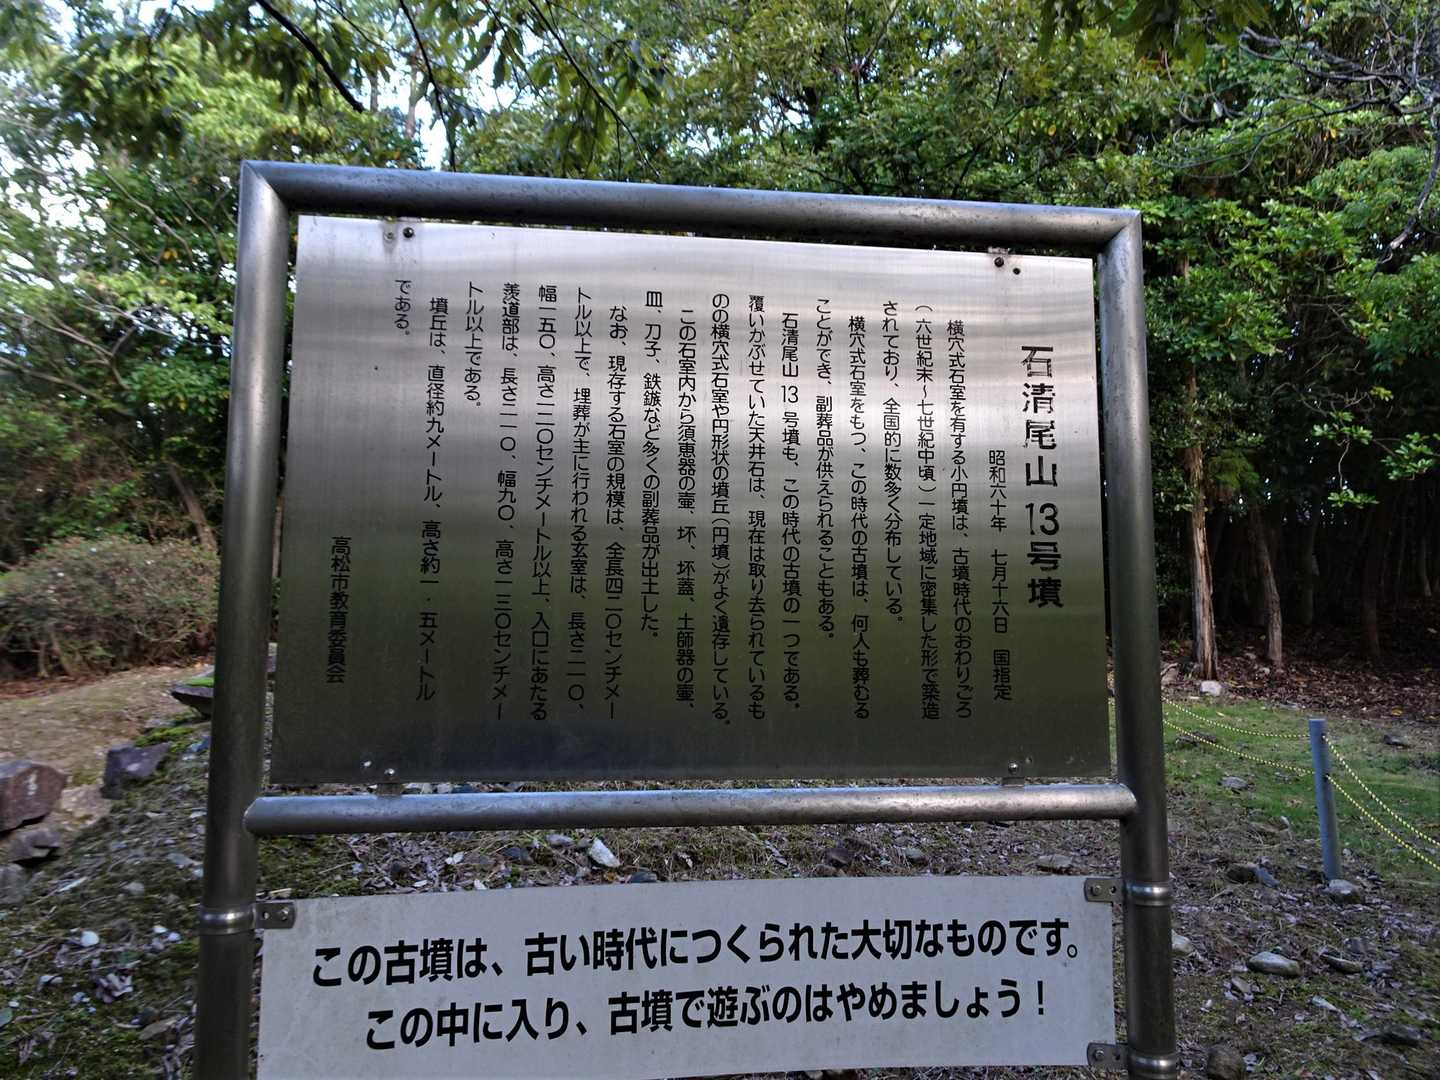 石清尾山13号墳
昭和六十年 七月十六日 国指定
横穴式石室を有する小円墳は、古墳時代のおわりごろ
（六世紀末～七世紀中頃）一定地域に密集した形で築造
されており、全国的に数多く分布している。
横穴式石室をもつ、この時代の古墳は、何人も葬むる
ことができ、副葬品が供えられることもある。
石清尾山13号墳も、この時代の古墳の一つである。
覆いかぶせていた天井石は、現在は取り去られているも
のの横穴式石室や円形状の墳丘（円墳）がよく遺存している。
この石室内から須恵器の壷、坏、坏蓋、土師器の壷、
皿、刀子、鉄鏃など多くの副葬品が出土した。
なお、現存する石室の規模は、全長四二〇センチメー
トル以上で、埋葬が主に行われる玄室は、長さ二一〇、
幅一五〇、高さ二二〇センチメートル以上、入口にあたる
羨道部は、長さ二一〇、幅九〇、高さ一三〇センチメー
トル以上である。
墳丘は、直径約九メートル、高さ約一・五メートル
である。
高松市教育委員会
この古墳は、古い時代につくられた大切なものです。
この中に入り、古墳で遊ぶのはやめましょう！